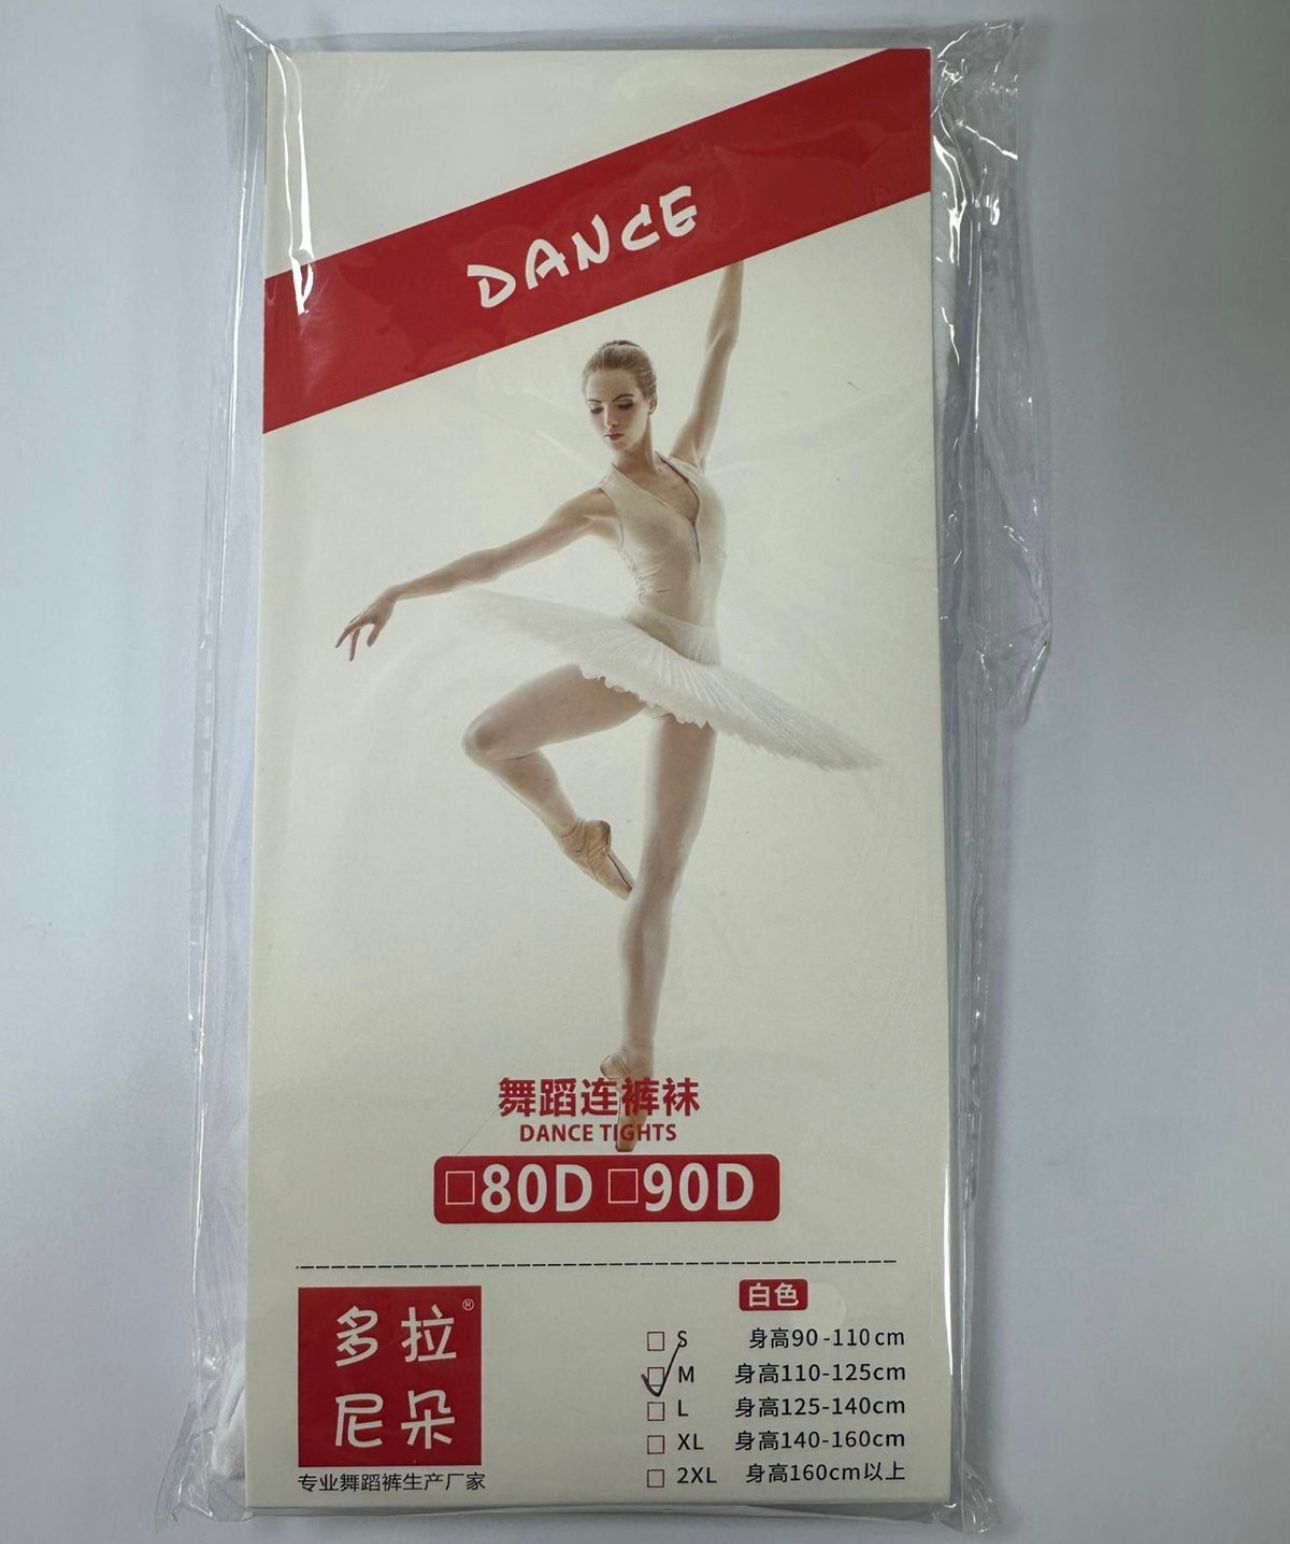 DANCE
舞蹈连裤袜
DANCE TIGHTS
□80D □90D
多拉®
尼朵
专业舞蹈裤生产厂家
白色
□ S 身高90-110cm
☑ M 身高110-125cm
□ L 身高125-140cm
□ XL 身高140-160cm
□ 2XL 身高160cm以上